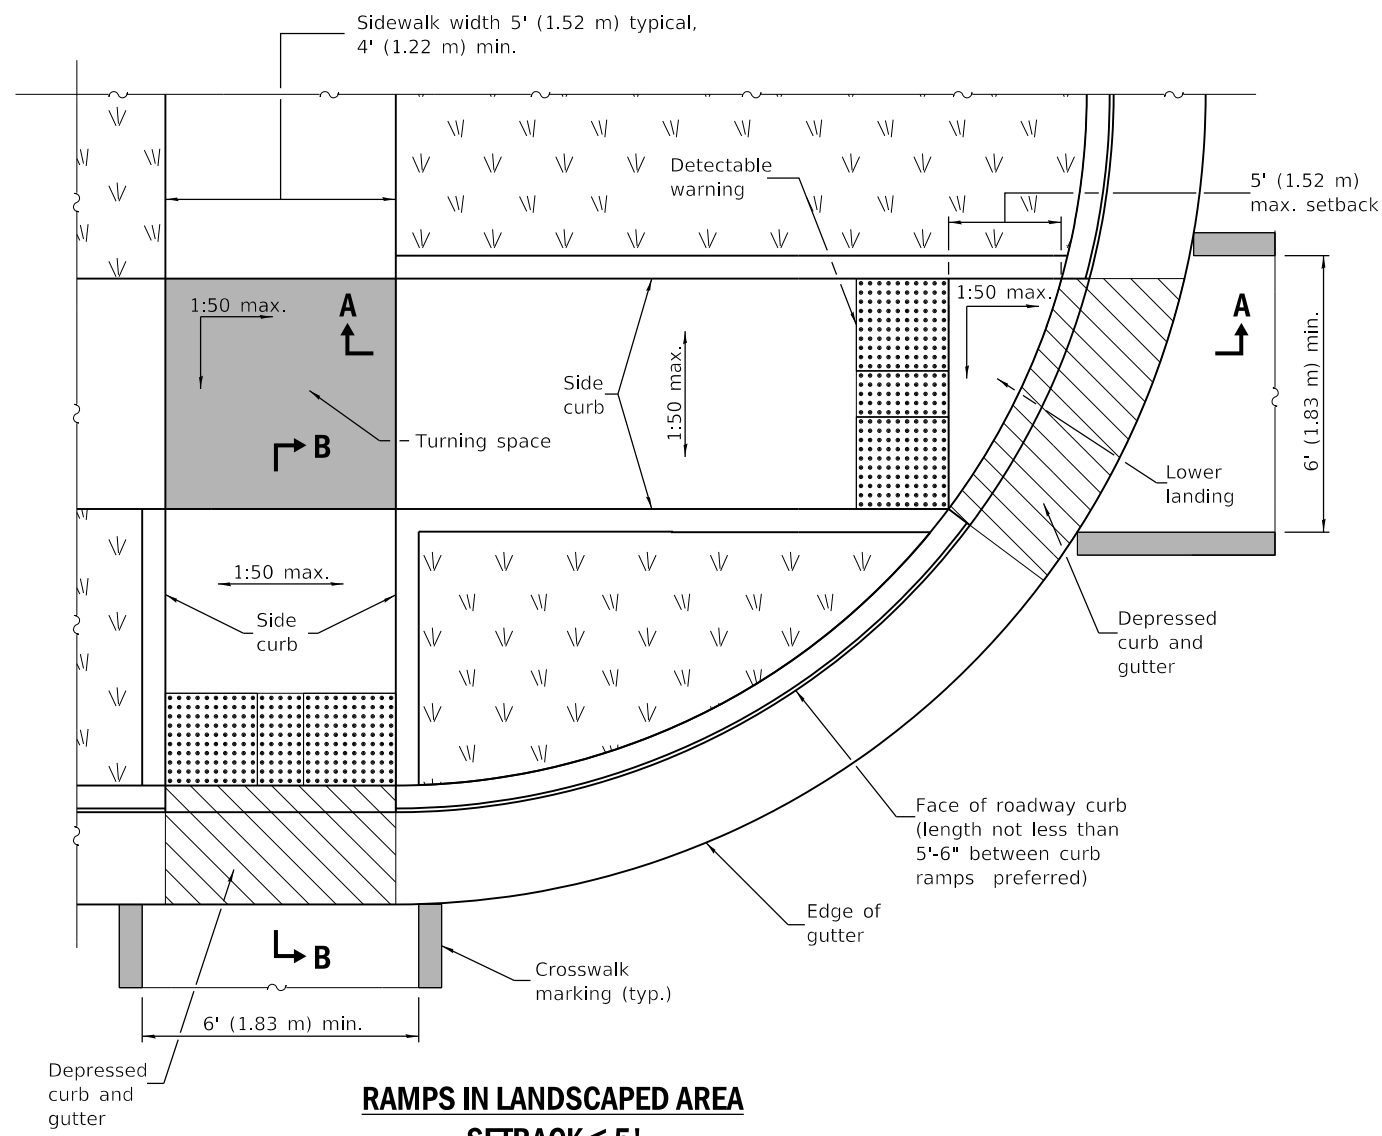 Sidewalk width 5' (1.52 m) typical,
4' (1.22 m) min.
Detectable
warning
5' (1.52 m)
max. setback
1:50 max.
A
1:50 max.
A
Side
curb
1:50 max.
6' (1.83 m) min.
B
Turning space
Lower
landing
1:50 max.
Side
curb
Depressed
curb and
gutter
Face of roadway curb
(length not less than
5'-6" between curb
ramps preferred)
Edge of
gutter
B
Crosswalk
marking (typ.)
6' (1.83 m) min.
Depressed
curb and
gutter
RAMPS IN LANDSCAPED AREA
SETBACK ≤ 5'